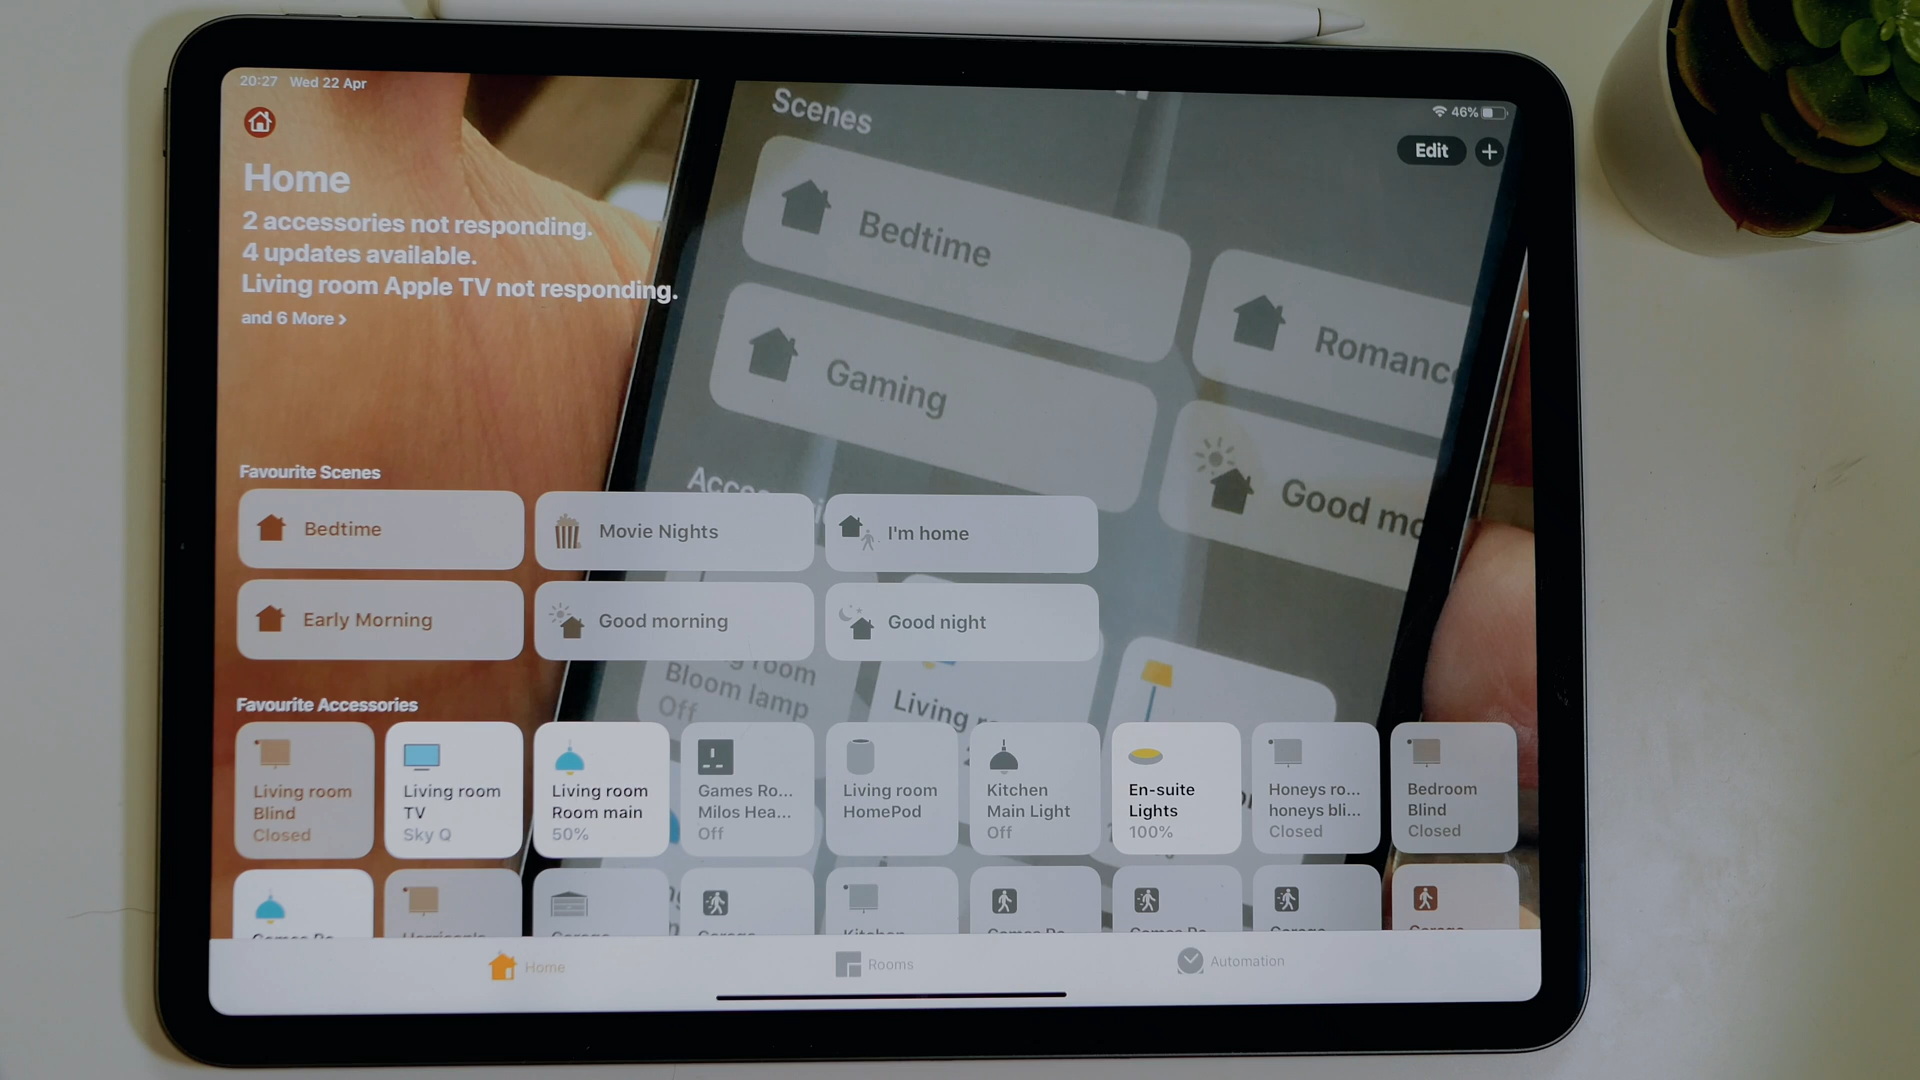 20:27 Wed 22 Apr
46%
Edit
Home
2 accessories not responding.
4 updates available.
Living room Apple TV not responding.
and 6 More >
Scenes
Bedtime
Romance
Gaming
Good mo
Favourite Scenes
Bedtime
Movie Nights
I'm home
Early Morning
Good morning
Good night
room
Bloom lamp
Off
Living
Favourite Accessories
Living room
Blind
Closed
Living room
TV
Sky Q
Living room
Room main
50%
Games Ro...
Milos Hea...
Off
Living room
HomePod
Kitchen
Main Light
Off
En-suite
Lights
100%
Honeys ro...
honeys bli...
Closed
Bedroom
Blind
Closed
Home
Rooms
Automation